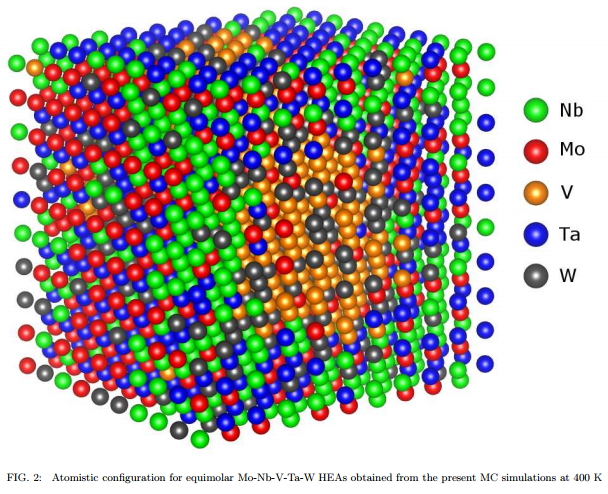 Nb
Mo
V
Ta
W
FIG. 2: Atomistic configuration for equimolar Mo-Nb-V-Ta-W HEAs obtained from the present MC simulations at 400 K